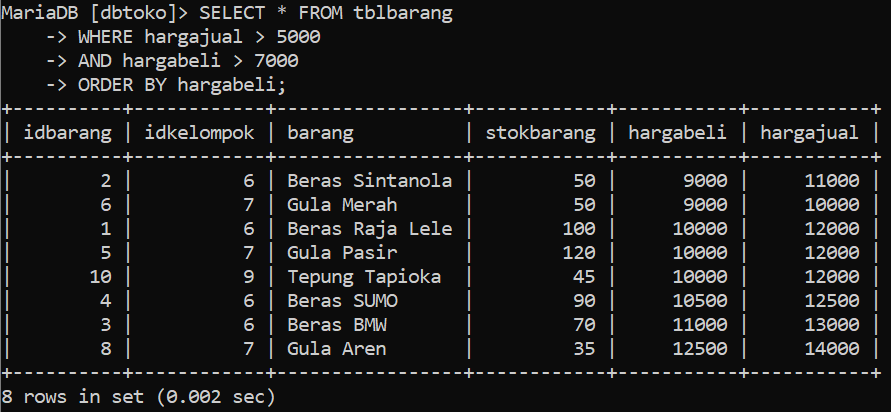 MariaDB [dbtoko]> SELECT * FROM tblbarang
    -> WHERE hargajual > 5000
    -> AND hargabeli > 7000
    -> ORDER BY hargabeli;
+----------+------------+----------------+------------+-----------+-----------+
| idbarang | idkelompok | barang         | stokbarang | hargabeli | hargajual |
+----------+------------+----------------+------------+-----------+-----------+
|        2 |          6 | Beras Sintanola |         50 |      9000 |     11000 |
|        6 |          7 | Gula Merah      |         50 |      9000 |     10000 |
|        1 |          6 | Beras Raja Lele |        100 |     10000 |     12000 |
|        5 |          7 | Gula Pasir      |        120 |     10000 |     12000 |
|       10 |          9 | Tepung Tapioka  |         45 |     10000 |     12000 |
|        4 |          6 | Beras SUMO      |         90 |     10500 |     12500 |
|        3 |          6 | Beras BMW       |         70 |     11000 |     13000 |
|        8 |          7 | Gula Aren       |         35 |     12500 |     14000 |
+----------+------------+-----------------+------------+-----------+-----------+
8 rows in set (0.002 sec)